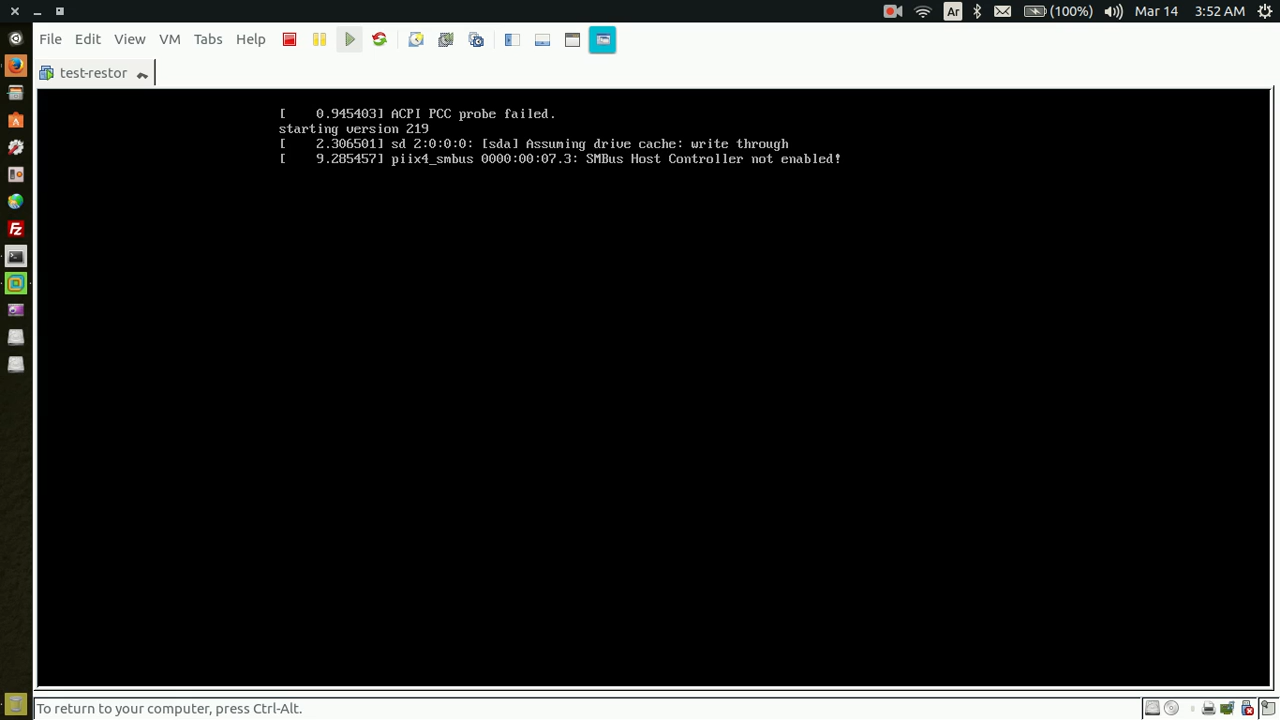 Ar
(100%)
Mar 14
3:52 AM
File Edit View VM Tabs Help
test-restor
[ 0.945403] ACPI PCC probe failed.
starting version 219
[ 2.306501] sd 2:0:0:0: [sda] Assuming drive cache: write through
[ 9.285457] piix4_smbus 0000:00:07.3: SMBus Host Controller not enabled!
Fz
To return to your computer, press Ctrl-Alt.